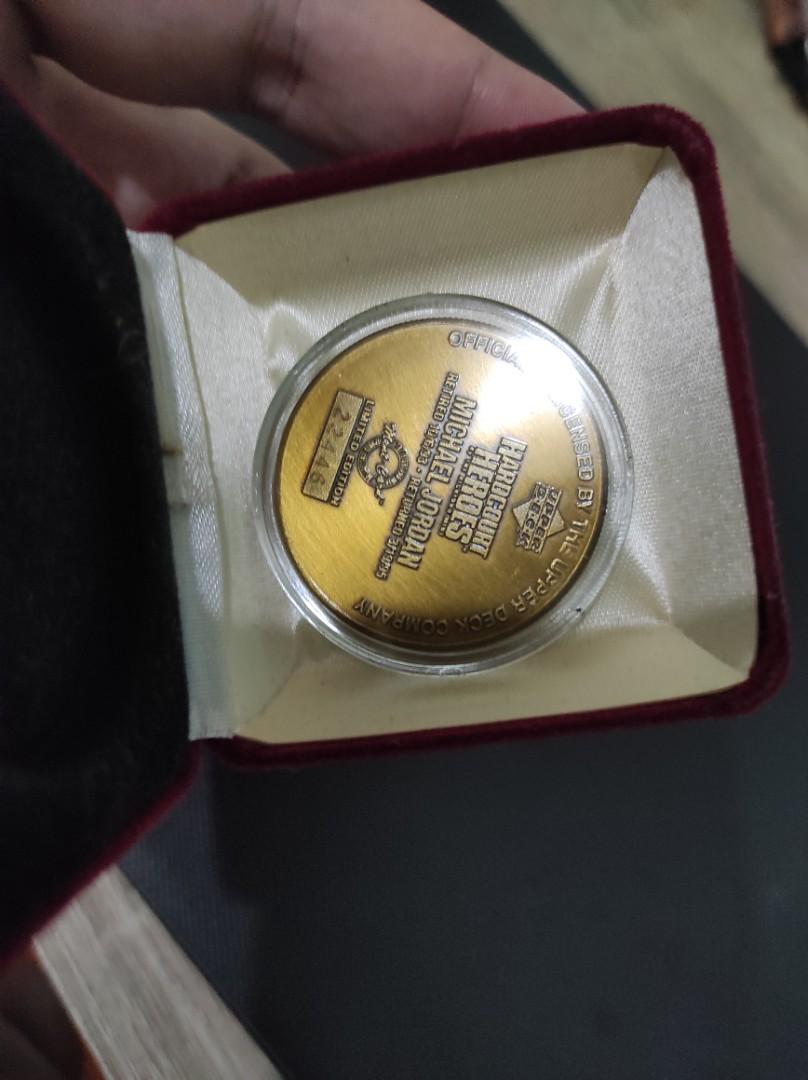 OFFICIALLY LICENSED BY THE UPPER DECK COMPANY
UPPER
DECK
HARDCOURT
HEROES
RETIRED 10/6/93 - RETURNED 3/19/95
MICHAEL JORDAN
LIMITED EDITION
22446